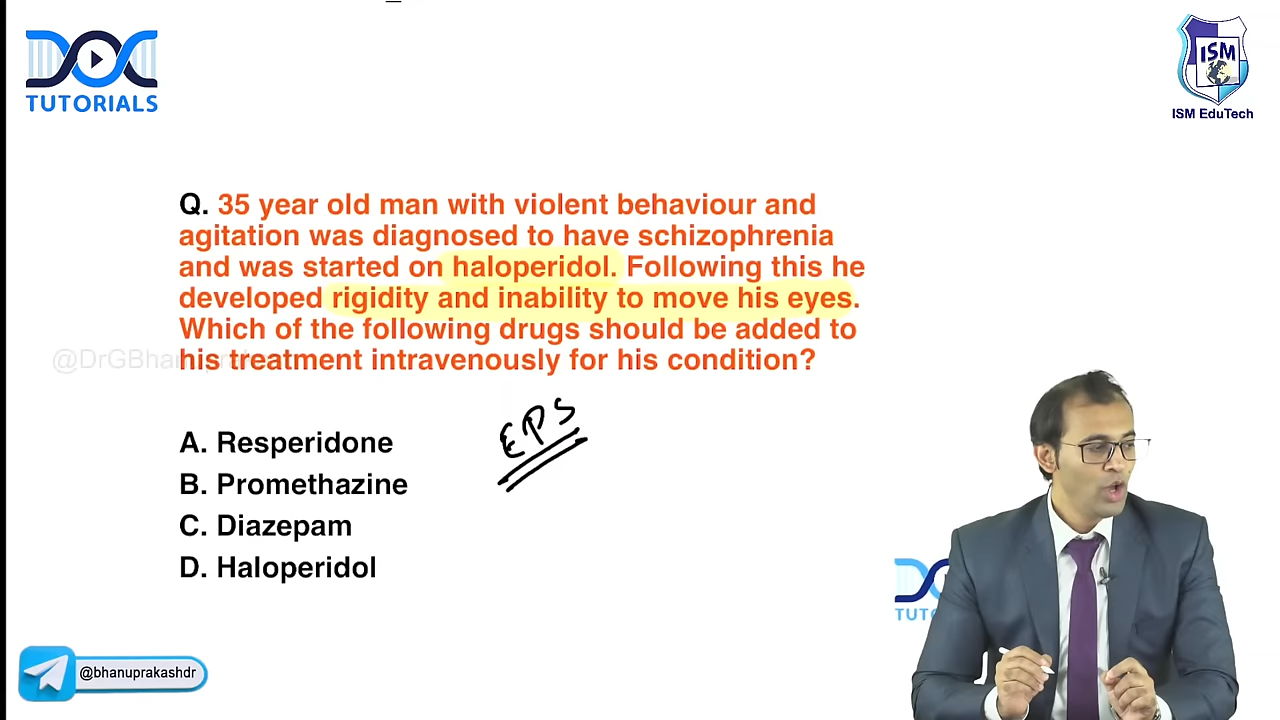 TUTORIALS
ISM
ISM EduTech
Q. 35 year old man with violent behaviour and
agitation was diagnosed to have schizophrenia
and was started on haloperidol. Following this he
developed rigidity and inability to move his eyes.
Which of the following drugs should be added to
his treatment intravenously for his condition?
EPS
A. Resperidone
B. Promethazine
C. Diazepam
D. Haloperidol
@bhanuprakashdr